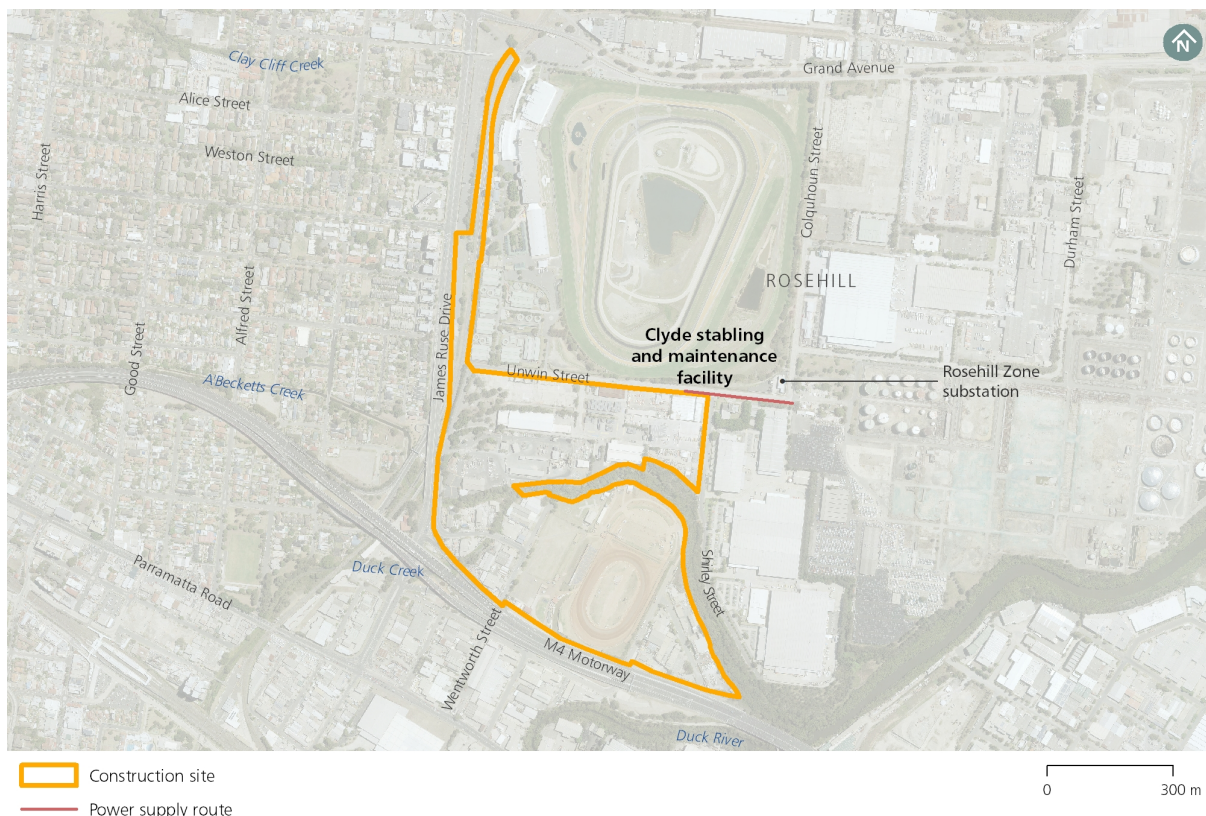 N
Clay Cliff Creek
Grand Avenue
Alice Street
Weston Street
Harris Street
Colquhoun Street
Durham Street
ROSEHILL
Alfred Street
Good Street
James Ruse Drive
Clyde stabling
and maintenance
facility
Unwin Street
A'Becketts Creek
Rosehill Zone
substation
Parramatta Road
Duck Creek
Shirley Street
Wentworth Street
M4 Motorway
Duck River
Construction site
Power supply route
0
300 m